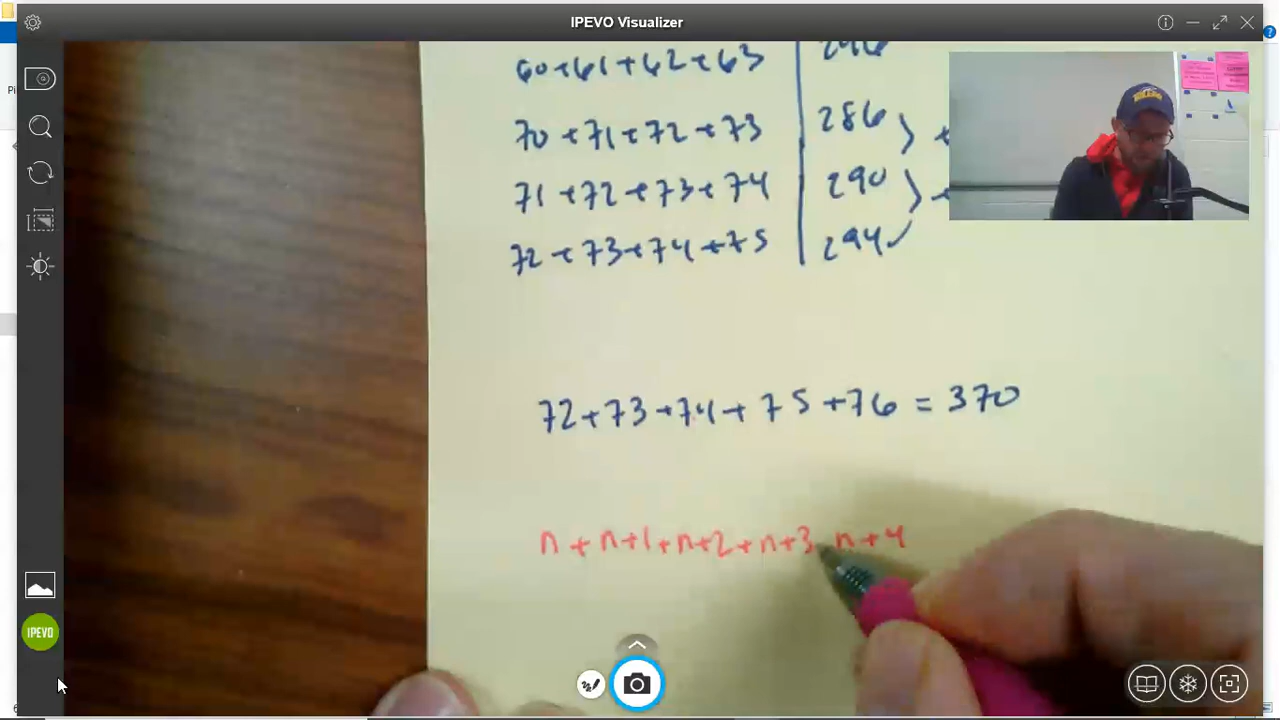 IPEVO Visualizer
60+61+62+63 | 246
70+71+72+73 | 286
71+72+73+74 | 290
72+73+74+75 | 294✓
72+73+74+75+76 = 370
n + n+1+n+2+n+3 n+4
IPEVO